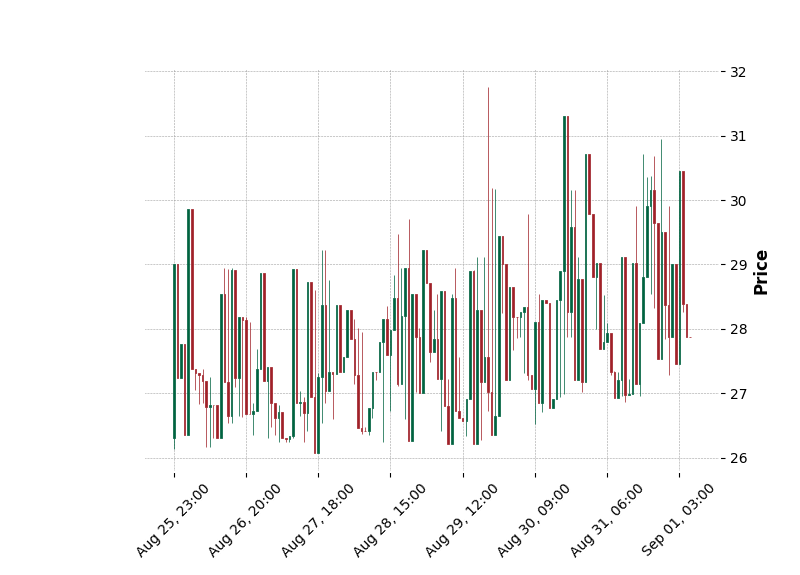 32
31
30
29
28
27
26
Price
Aug 25, 23:00
Aug 26, 20:00
Aug 27, 18:00
Aug 28, 15:00
Aug 29, 12:00
Aug 30, 09:00
Aug 31, 06:00
Sep 01, 03:00